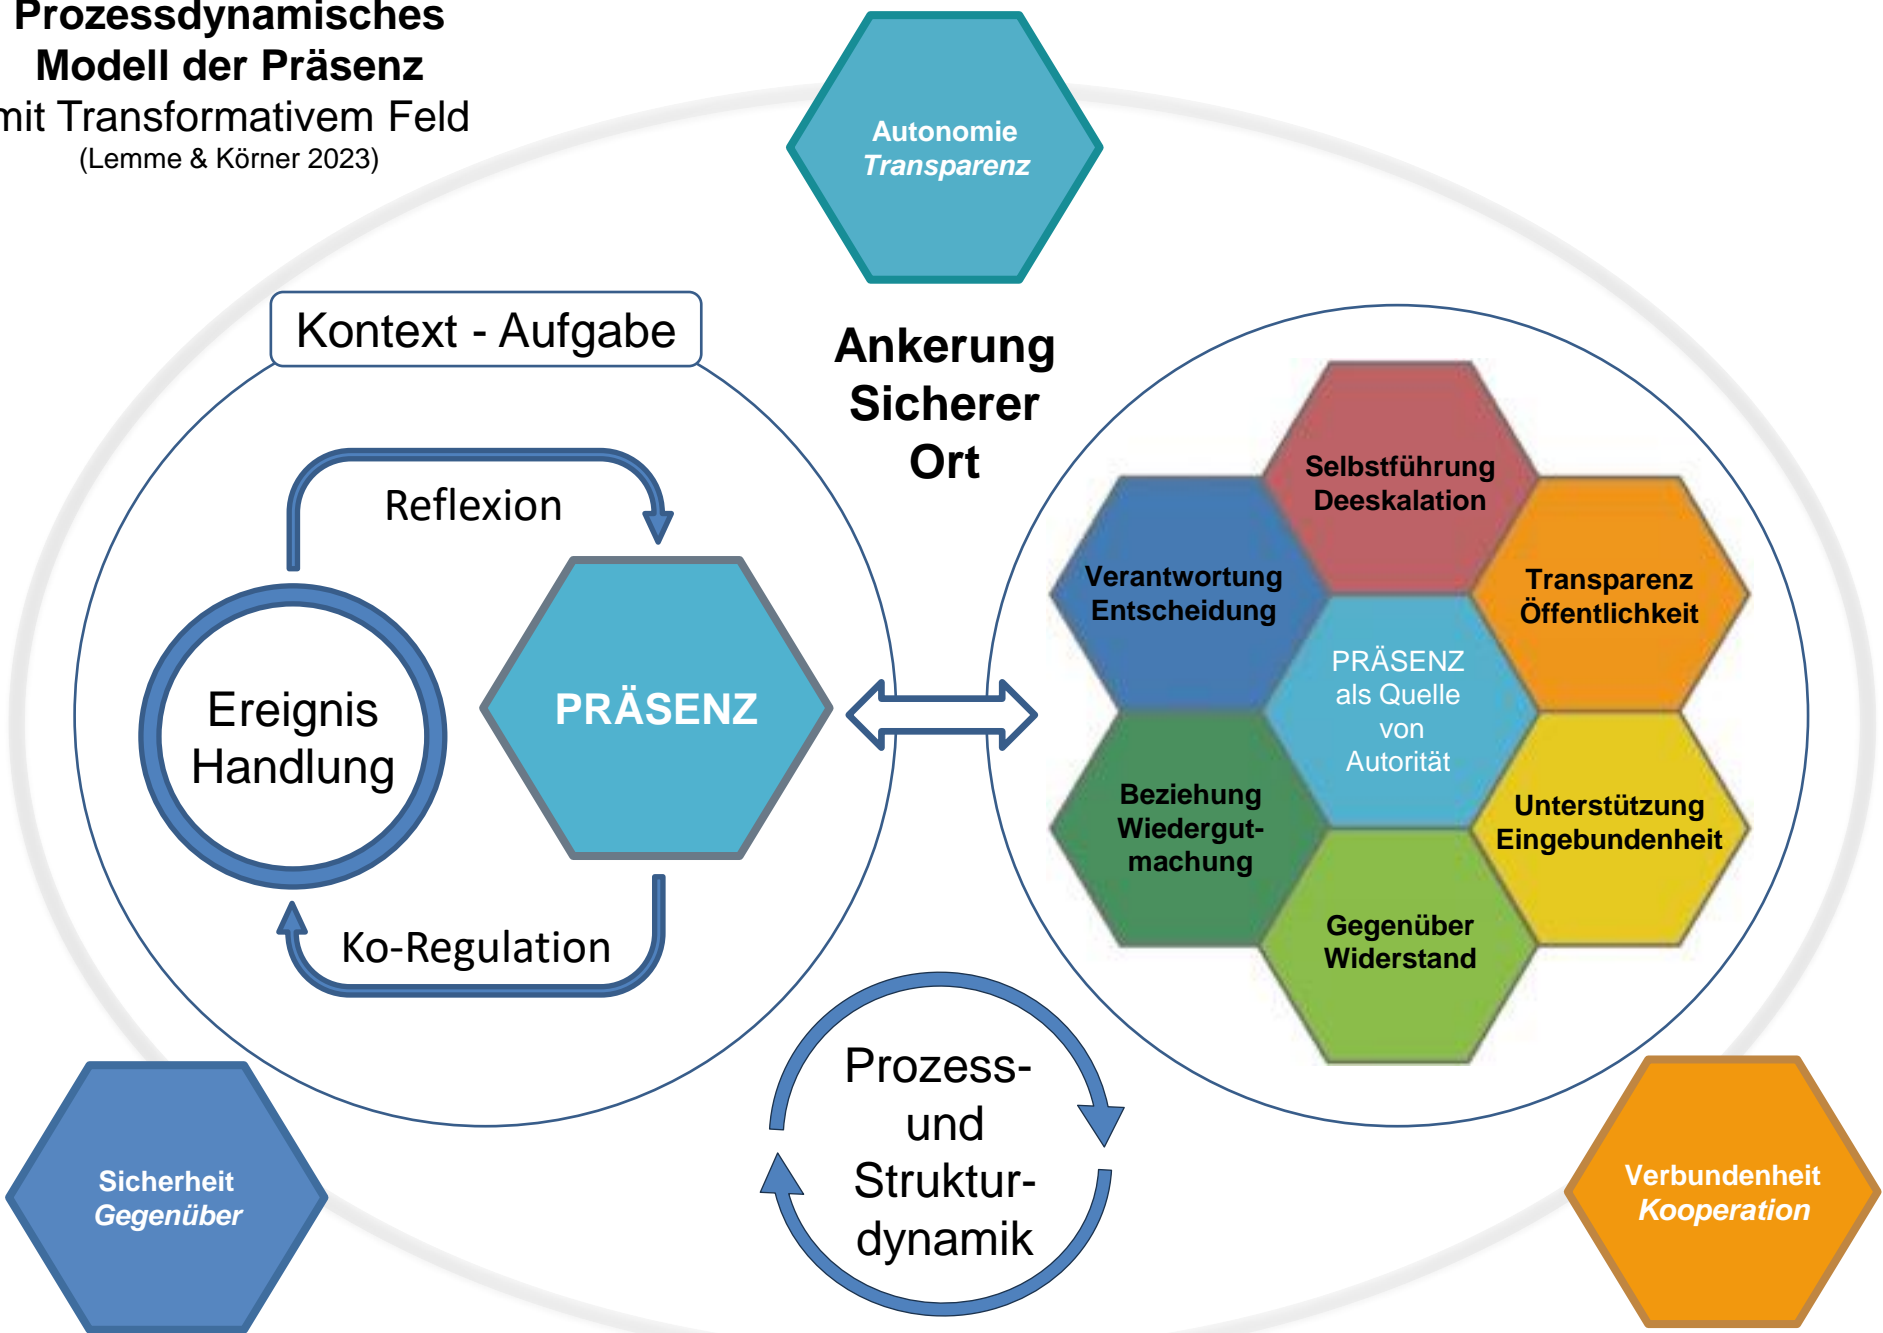 Prozessdynamisches
Modell der Präsenz
mit Transformativem Feld
(Lemme & Körner 2023)
Autonomie
Transparenz
Kontext - Aufgabe
Ankerung
Sicherer
Ort
Reflexion
Ereignis
Handlung
PRÄSENZ
Ko-Regulation
Selbstführung
Deeskalation
Verantwortung
Entscheidung
Transparenz
Öffentlichkeit
PRÄSENZ
als Quelle
von
Autorität
Beziehung
Wiedergut-
machung
Unterstützung
Eingebundenheit
Gegenüber
Widerstand
Prozess-
und
Struktur-
dynamik
Sicherheit
Gegenüber
Verbundenheit
Kooperation